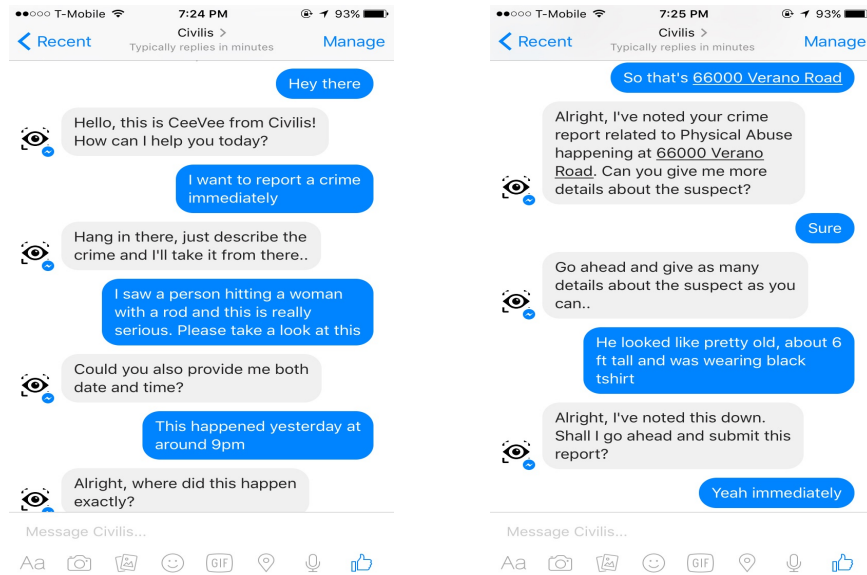 T-Mobile 7:24 PM 93%
Recent Civilis > Manage
Typically replies in minutes
Hey there
Hello, this is CeeVee from Civilis!
How can I help you today?
I want to report a crime
immediately
Hang in there, just describe the
crime and I'll take it from there..
I saw a person hitting a woman
with a rod and this is really
serious. Please take a look at this
Could you also provide me both
date and time?
This happened yesterday at
around 9pm
Alright, where did this happen
exactly?
Message Civilis...
Aa GIF
T-Mobile 7:25 PM 93%
Recent Civilis > Manage
Typically replies in minutes
So that's 66000 Verano Road
Alright, I've noted your crime
report related to Physical Abuse
happening at 66000 Verano
Road. Can you give me more
details about the suspect?
Sure
Go ahead and give as many
details about the suspect as you
can..
He looked like pretty old, about 6
ft tall and was wearing black
tshirt
Alright, I've noted this down.
Shall I go ahead and submit this
report?
Yeah immediately
Message Civilis...
Aa GIF